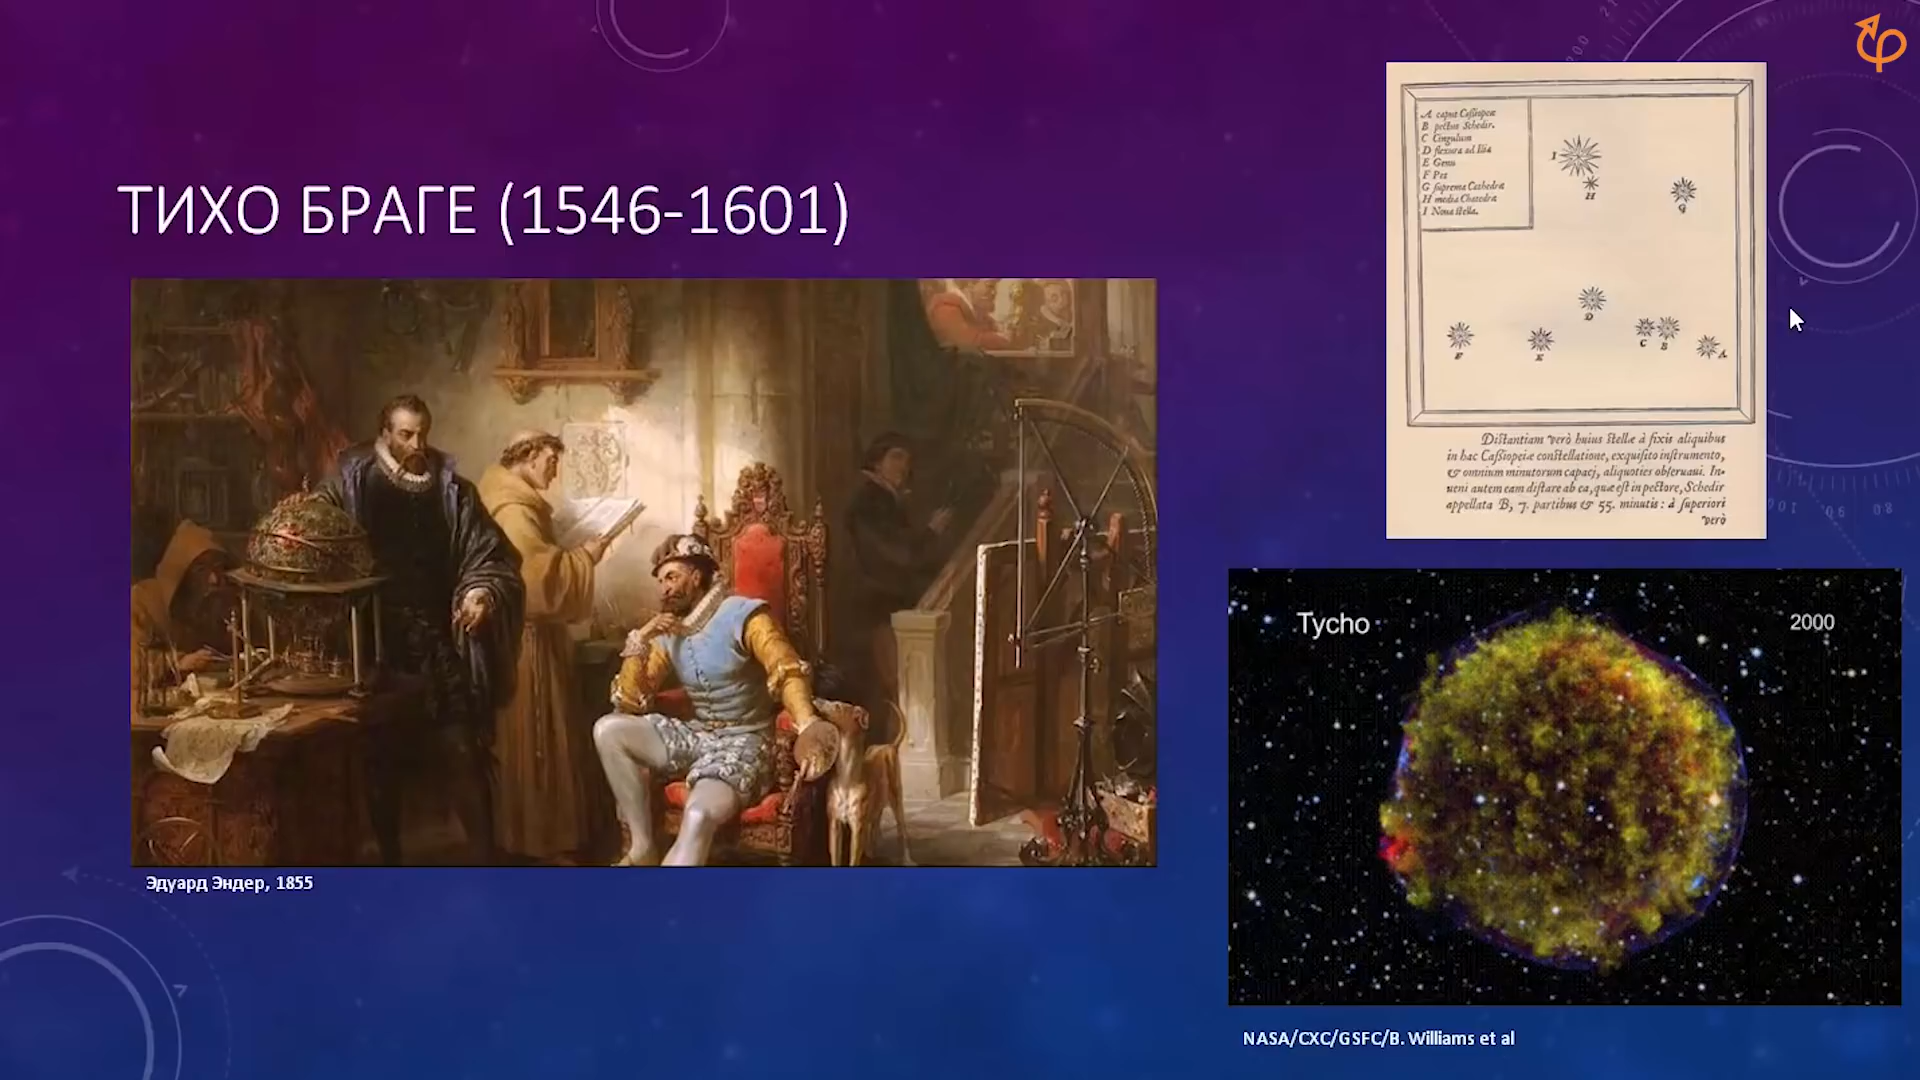 ТИХО БРАГЕ (1546-1601)
Эдуард Эндер, 1855
A caput Caßiopeæ
B pectus Schedir.
C Cingulum
D flexura ad Ilia
E Genu
F Pes
G suprema Cathedra
H media Chatedra
I Noua stella.
I
H
G
D
F
E
C
B
A
Distantiam verò huius stellæ à fixis aliquibus
in hac Caßiopeiæ constellatione, exquisito instrumento,
& omnium minutorum capacj, aliquoties obseruaui. In-
ueni autem eam distare ab ea, quæ est in pectore, Schedir
appellata B, 7. partibus & 55. minutis : à superiori
verò
Tycho
2000
NASA/CXC/GSFC/B. Williams et al